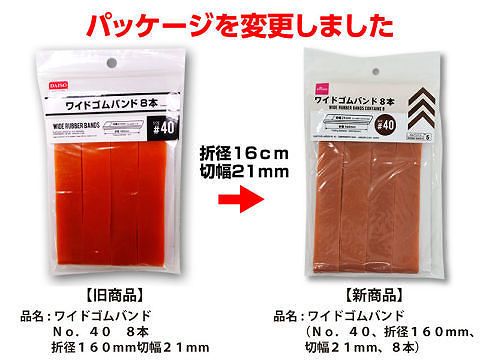 パッケージを変更しました
DAISO
ワイドゴムバンド8本
WIDE RUBBER BANDS
#40
折径16cm
切幅21mm
ワイドゴムバンド8本
WIDE RUBBER BANDS CONTAINS 8
#40
【旧商品】
品名：ワイドゴムバンド
No．40　8本
折径160mm切幅21mm
【新商品】
品名：ワイドゴムバンド
（No．40、折径160mm、
切幅21mm、8本）